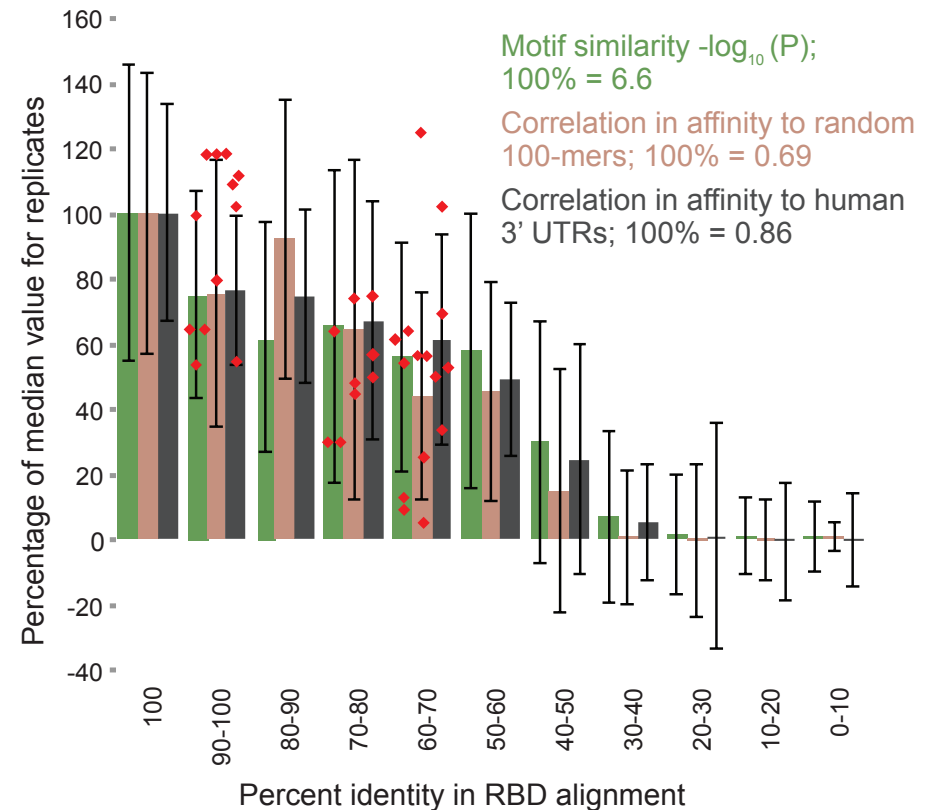 Percentage of median value for replicates
160
140
120
100
80
60
40
20
0
-20
-40
Motif similarity -log₁₀ (P);
100% = 6.6
Correlation in affinity to random
100-mers; 100% = 0.69
Correlation in affinity to human
3’ UTRs; 100% = 0.86
100
90-100
80-90
70-80
60-70
50-60
40-50
30-40
20-30
10-20
0-10
Percent identity in RBD alignment